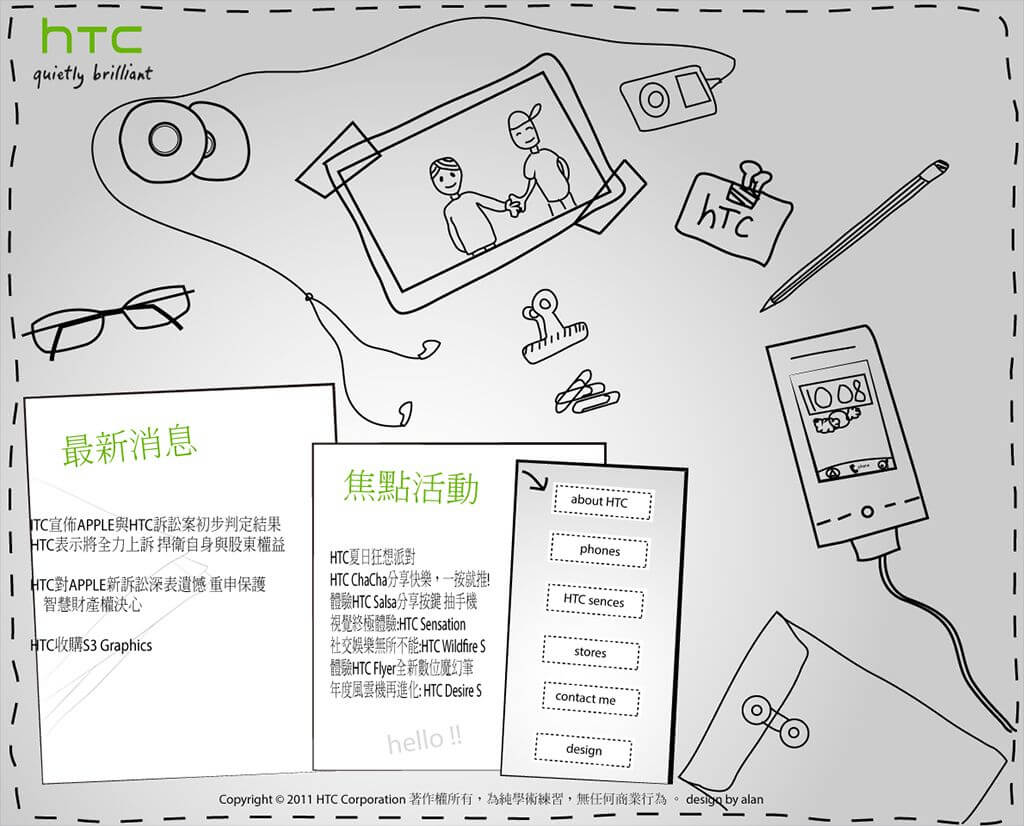 hTC
quietly brilliant
hTC
1008
phone
最新消息
HTC宣佈APPLE與HTC訴訟案初步判定結果
HTC表示將全力上訴 捍衛自身與股東權益
HTC對APPLE新訴訟深表遺憾 重申保護
智慧財產權決心
HTC收購S3 Graphics
焦點活動
HTC夏日狂想派對
HTC ChaCha分享快樂，一按就推!
體驗HTC Salsa分享按鍵 抽手機
視覺終極體驗:HTC Sensation
社交娛樂無所不能:HTC Wildfire S
體驗HTC Flyer全新數位魔幻筆
年度風雲機再進化: HTC Desire S
hello !!
about HTC
phones
HTC sences
stores
contact me
design
Copyright © 2011 HTC Corporation 著作權所有，為純學術練習，無任何商業行為 。 design by alan